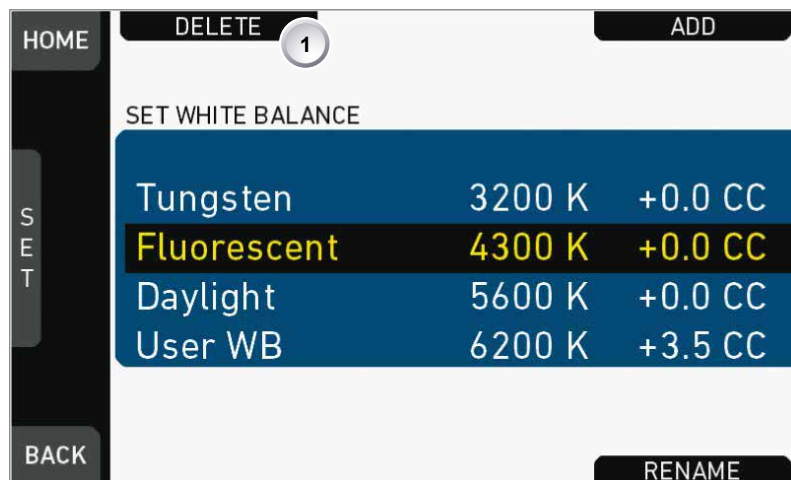 HOME
DELETE
1
ADD
SET WHITE BALANCE
Tungsten 3200 K +0.0 CC
Fluorescent 4300 K +0.0 CC
Daylight 5600 K +0.0 CC
User WB 6200 K +3.5 CC
SET
BACK
RENAME